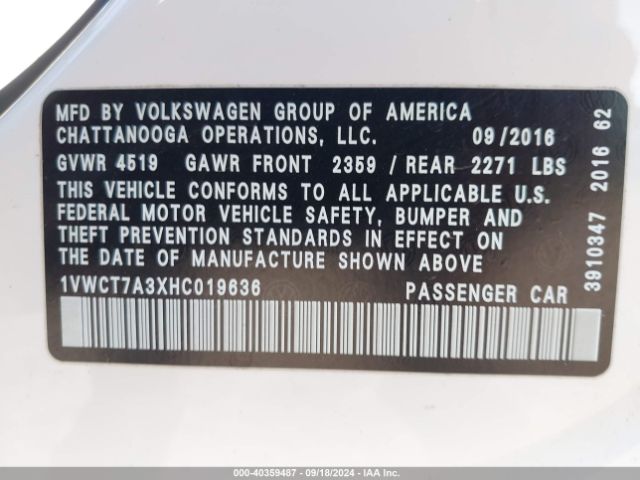 MFD BY VOLKSWAGEN GROUP OF AMERICA
CHATTANOOGA OPERATIONS, LLC. 09/2016
GVWR 4519 GAWR FRONT 2359 / REAR 2271 LBS
THIS VEHICLE CONFORMS TO ALL APPLICABLE U.S.
FEDERAL MOTOR VEHICLE SAFETY, BUMPER AND
THEFT PREVENTION STANDARDS IN EFFECT ON
THE DATE OF MANUFACTURE SHOWN ABOVE
1VWCT7A3XHC019636 PASSENGER CAR
3910347 2016 62
000-40359487 - 09/18/2024 - IAA Inc.